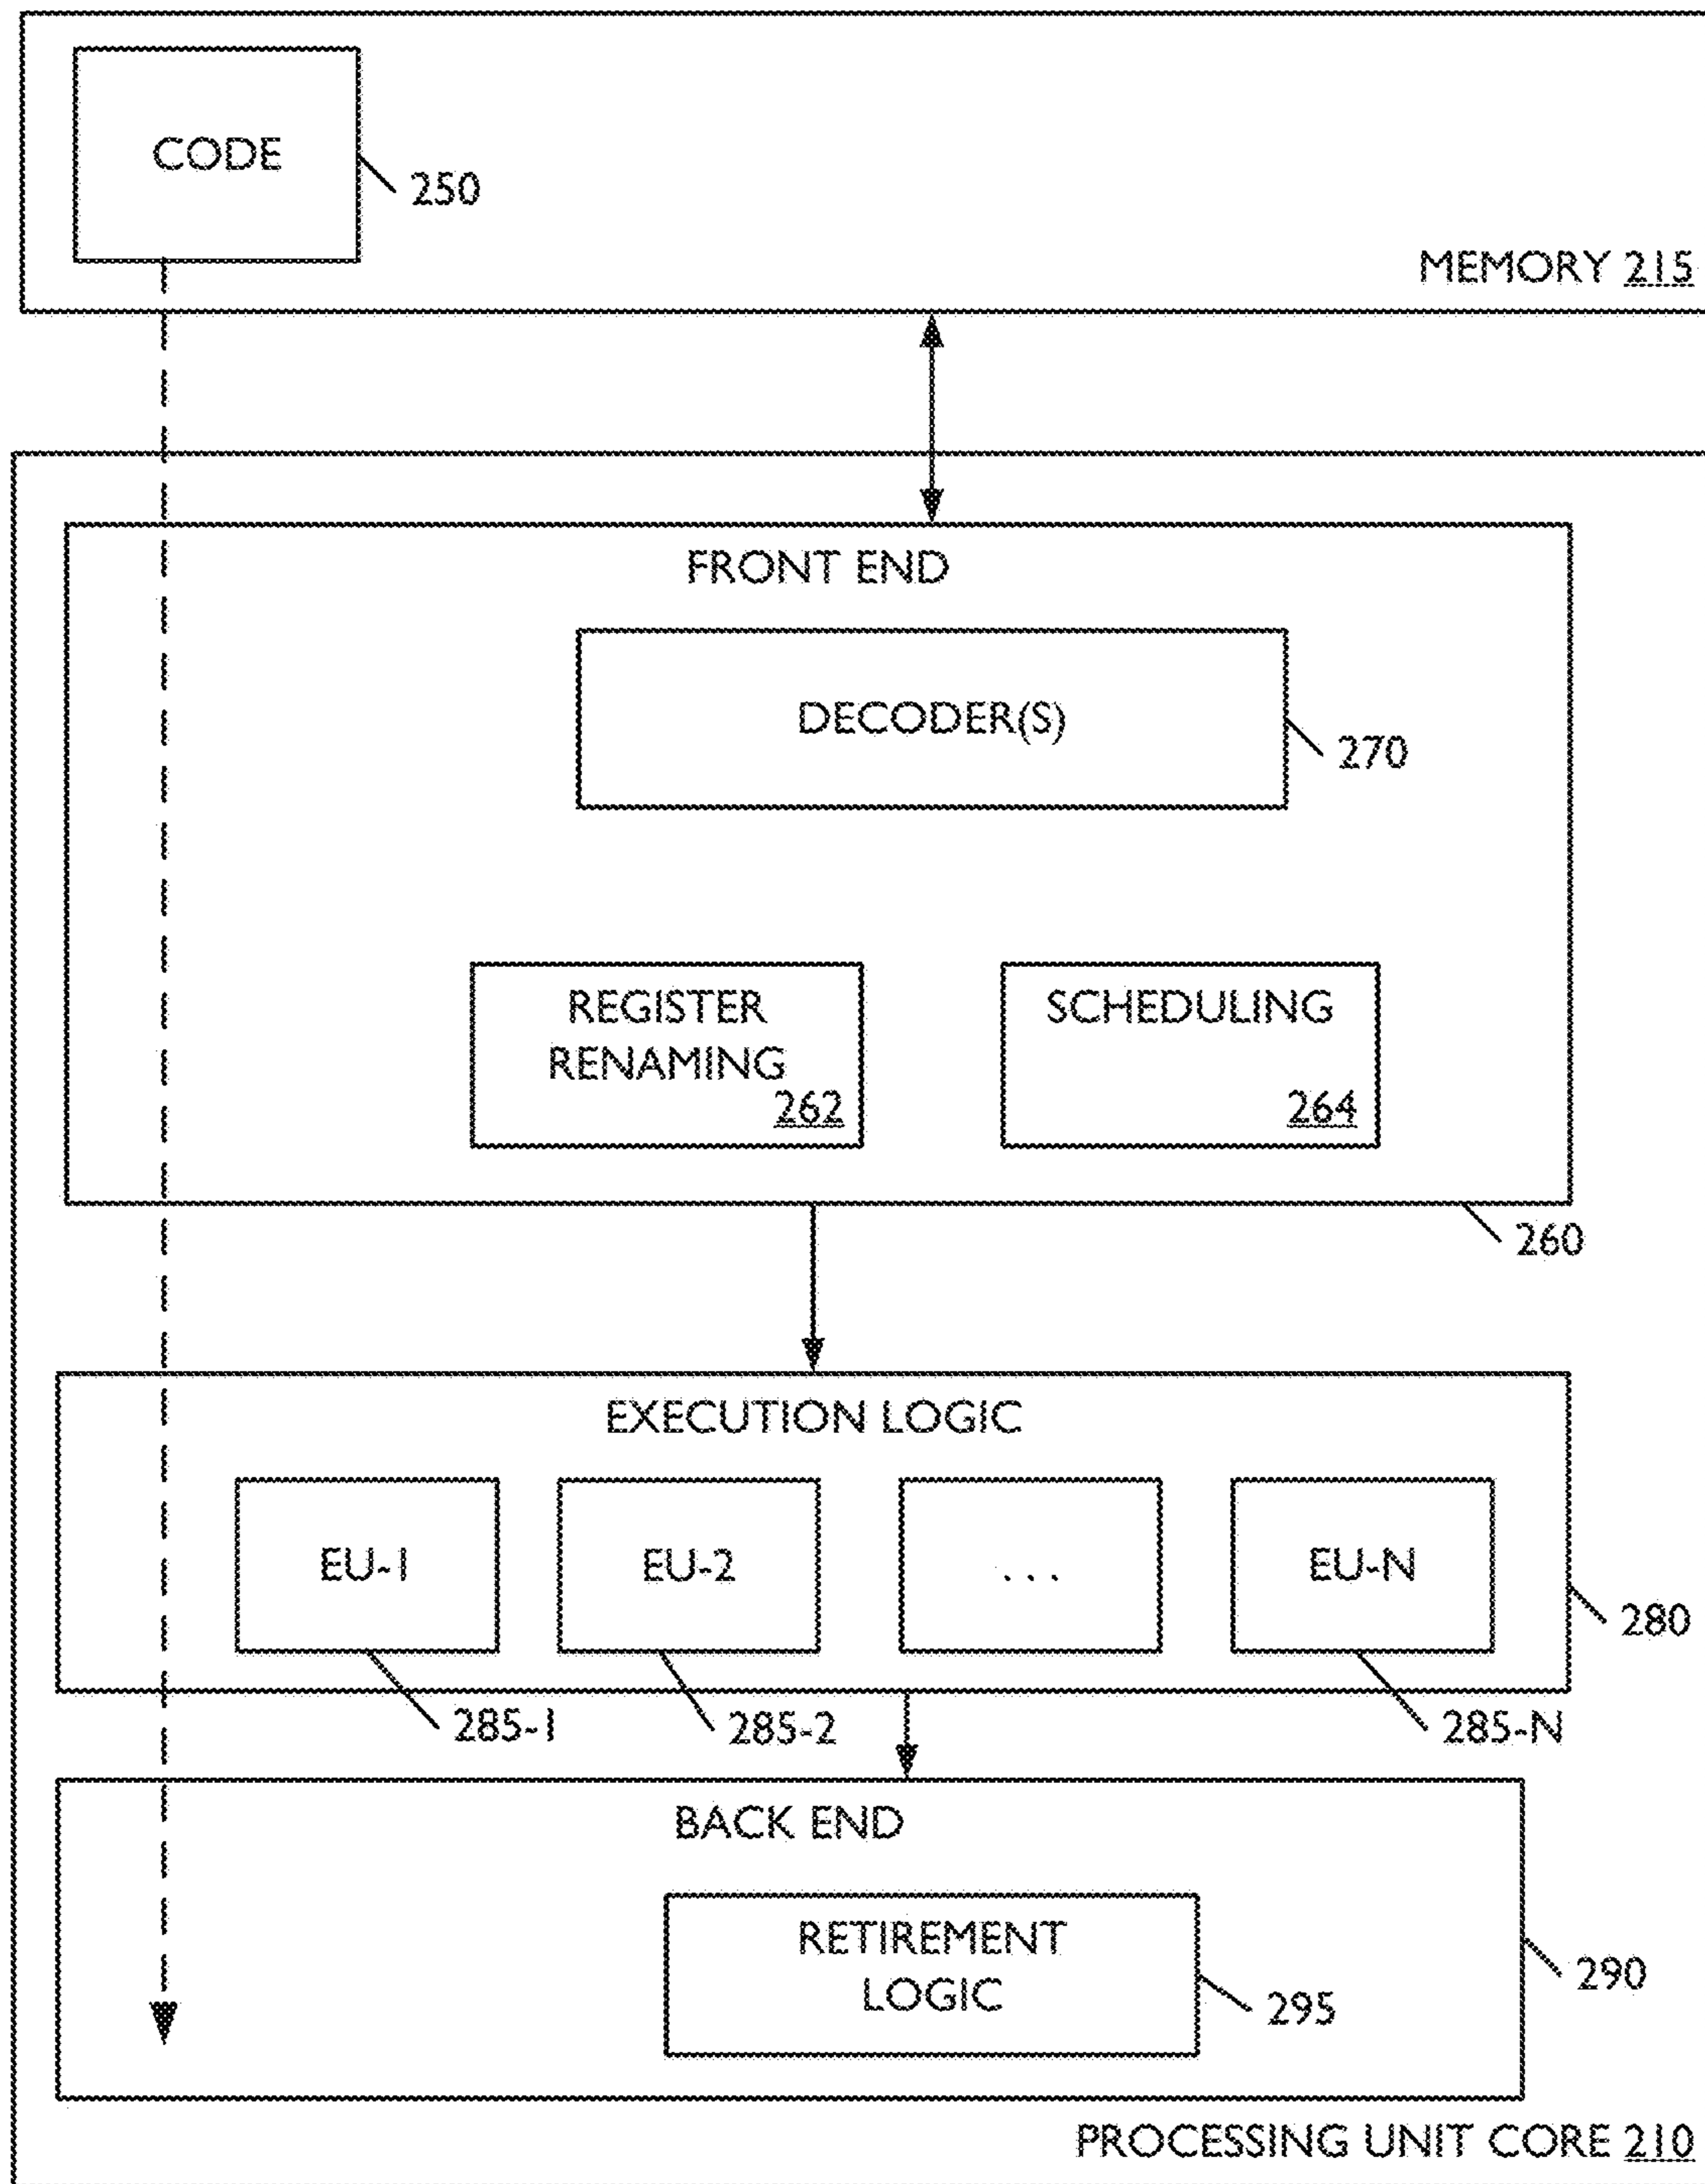 CODE
250
MEMORY 215
FRONT END
DECODER(S)
270
REGISTER
RENAMING
262
SCHEDULING
264
260
EXECUTION LOGIC
EU-1
EU-2
. . .
EU-N
280
285-1
285-2
285-N
BACK END
RETIREMENT
LOGIC
295
290
PROCESSING UNIT CORE 210